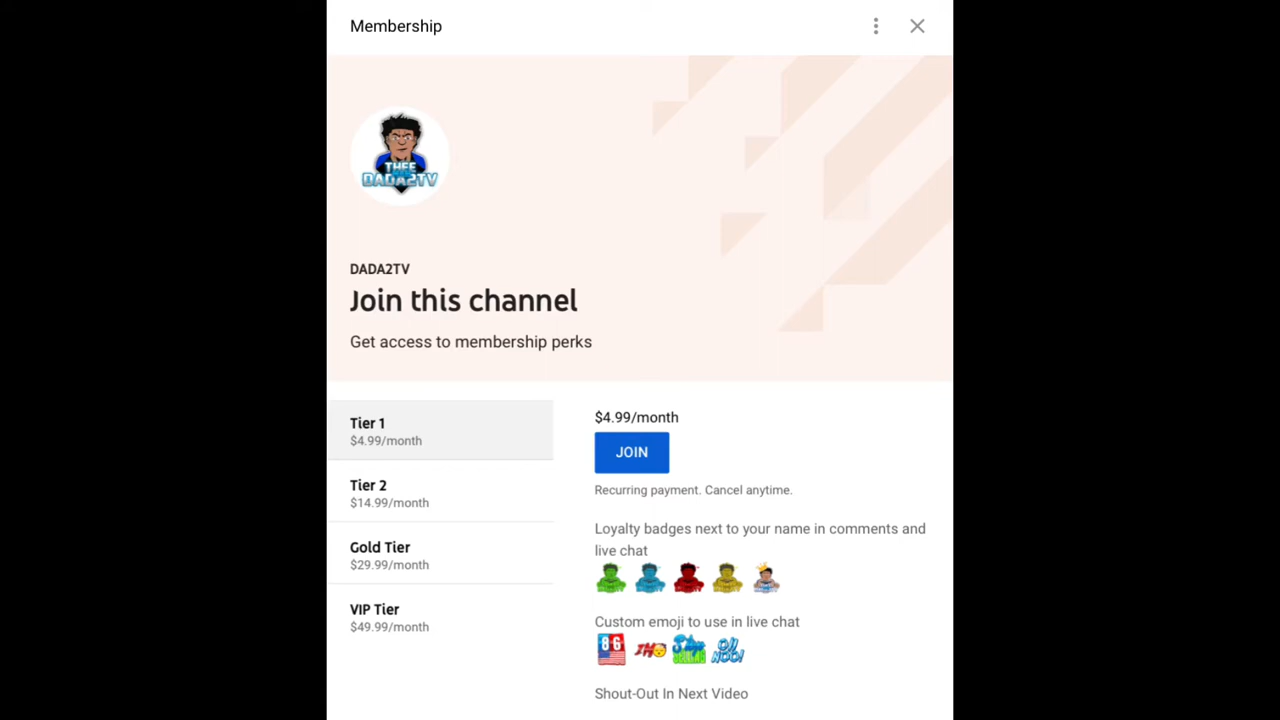 Membership
THEE
DADA2TV
DADA2TV
Join this channel
Get access to membership perks
Tier 1
$4.99/month
Tier 2
$14.99/month
Gold Tier
$29.99/month
VIP Tier
$49.99/month
$4.99/month
JOIN
Recurring payment. Cancel anytime.
Loyalty badges next to your name in comments and
live chat
Custom emoji to use in live chat
86
Shout-Out In Next Video